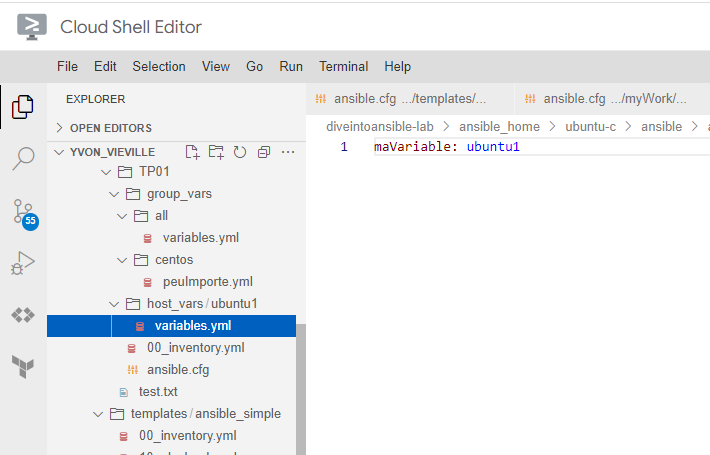 Cloud Shell Editor
File Edit Selection View Go Run Terminal Help
EXPLORER
OPEN EDITORS
YVON_VIEVILLE
TP01
group_vars
all
variables.yml
centos
peuImporte.yml
host_vars / ubuntu1
variables.yml
00_inventory.yml
ansible.cfg
test.txt
templates / ansible_simple
00_inventory.yml
55
ansible.cfg .../templates/... ansible.cfg .../myWork/...
diveintoansible-lab > ansible_home > ubuntu-c > ansible >
1 maVariable: ubuntu1